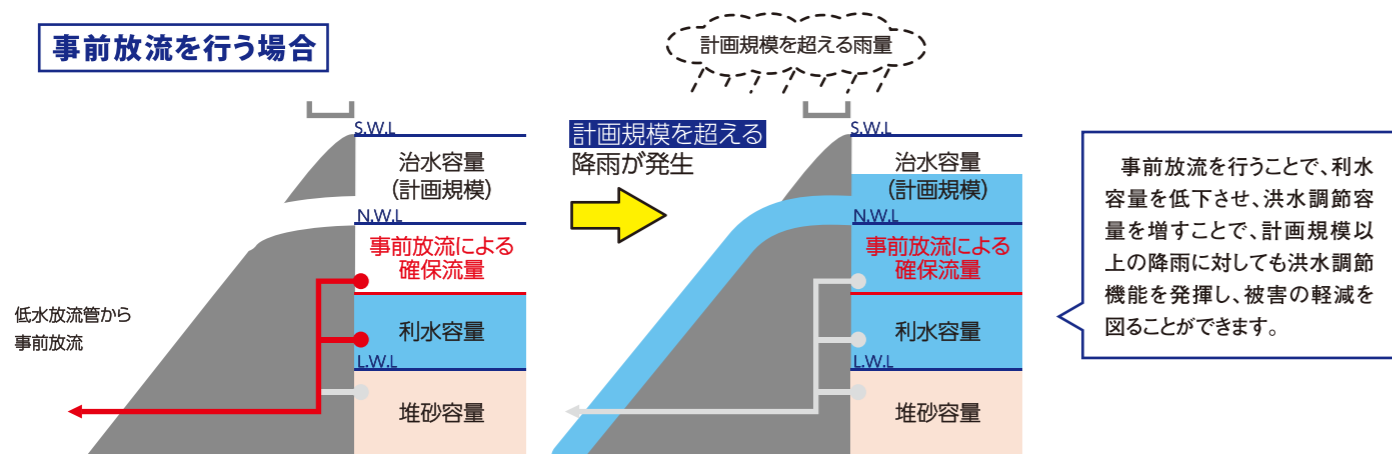 事前放流を行う場合
計画規模を超える雨量
S.W.L
治水容量
(計画規模)
N.W.L
事前放流による
確保流量
利水容量
L.W.L
堆砂容量
低水放流管から
事前放流
計画規模を超える
降雨が発生
S.W.L
治水容量
(計画規模)
N.W.L
事前放流による
確保流量
利水容量
L.W.L
堆砂容量
事前放流を行うことで、利水
容量を低下させ、洪水調節容
量を増すことで、計画規模以
上の降雨に対しても洪水調節
機能を発揮し、被害の軽減を
図ることができます。